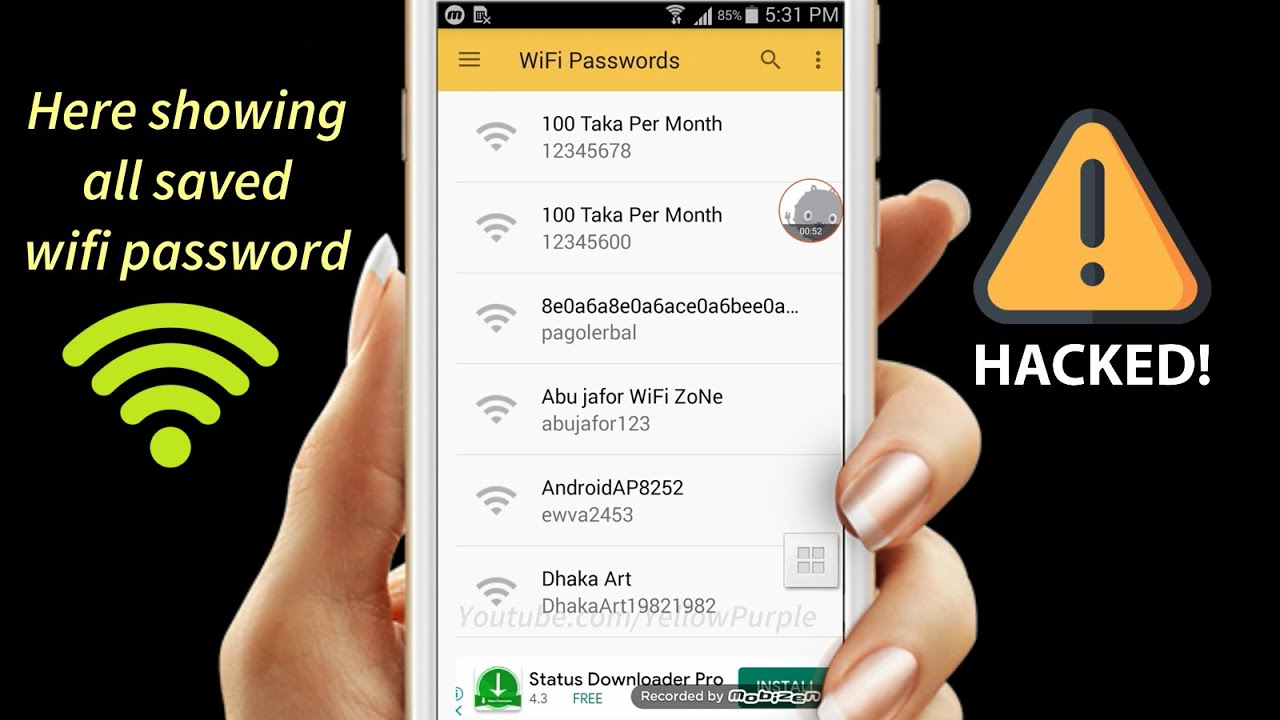 85% 5:31 PM
WiFi Passwords
Here showing
all saved
wifi password
100 Taka Per Month
12345678
100 Taka Per Month
12345600
00:52
8e0a6a8e0a6ace0a6bee0a...
pagolerbal
Abu jafor WiFi ZoNe
abujafor123
AndroidAP8252
ewva2453
Dhaka Art
DhakaArt19821982
Youtube.com/YellowPurple
Status Downloader Pro
4.3 FREE
INSTALL
Recorded by mobizen
HACKED!